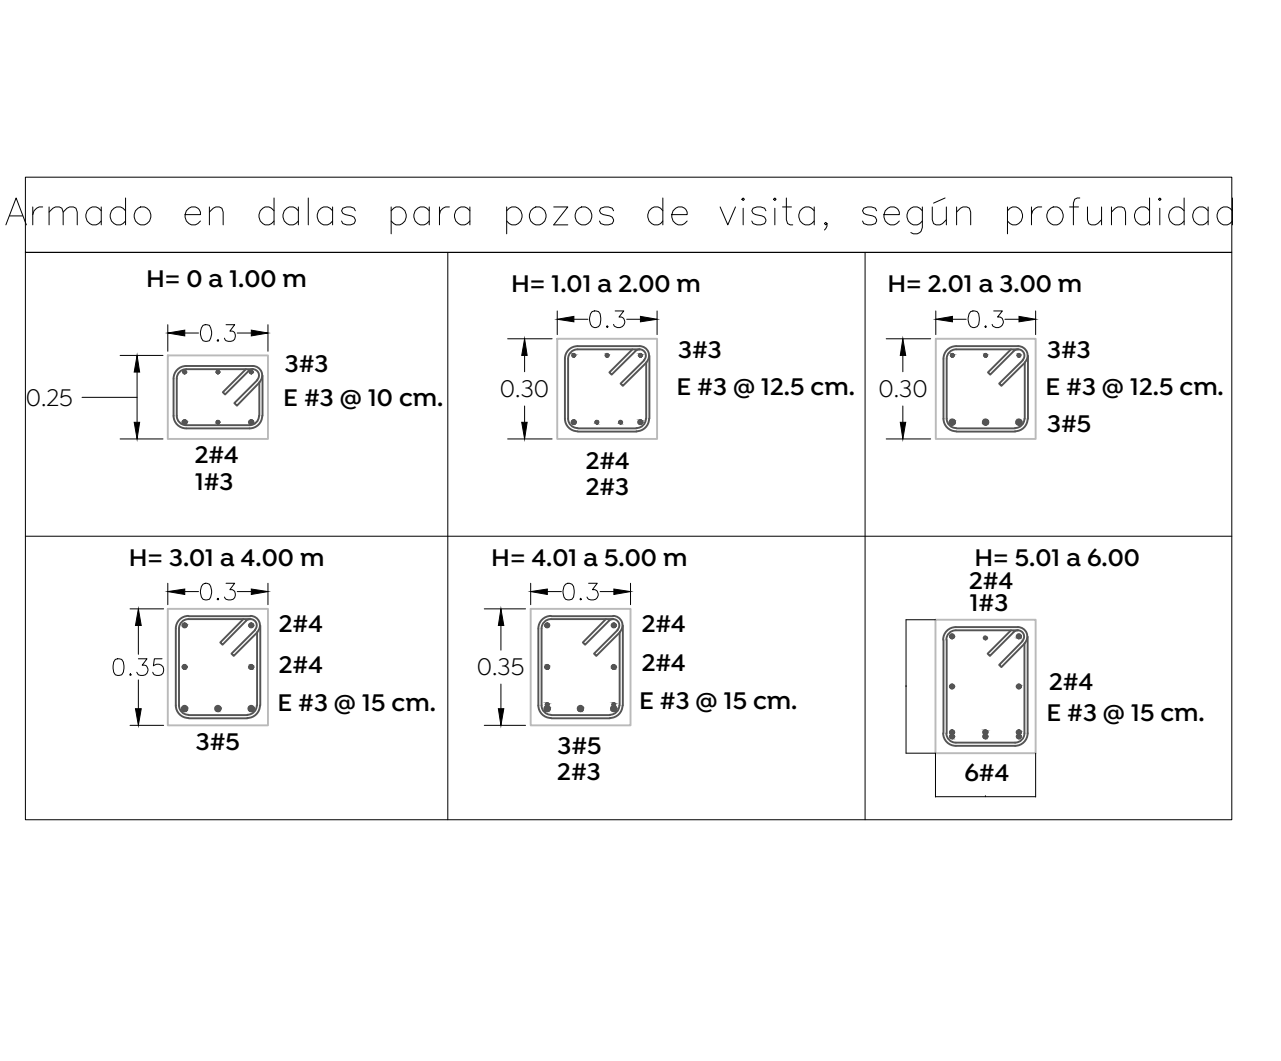 Armado en dalas para pozos de visita, según profundidad
H= 0 a 1.00 m
0.3
0.25
3#3
E #3 @ 10 cm.
2#4
1#3
H= 1.01 a 2.00 m
0.3
0.30
3#3
E #3 @ 12.5 cm.
2#4
2#3
H= 2.01 a 3.00 m
0.3
0.30
3#3
E #3 @ 12.5 cm.
3#5
H= 3.01 a 4.00 m
0.3
0.35
2#4
2#4
E #3 @ 15 cm.
3#5
H= 4.01 a 5.00 m
0.3
0.35
2#4
2#4
E #3 @ 15 cm.
3#5
2#3
H= 5.01 a 6.00
2#4
1#3
2#4
E #3 @ 15 cm.
6#4